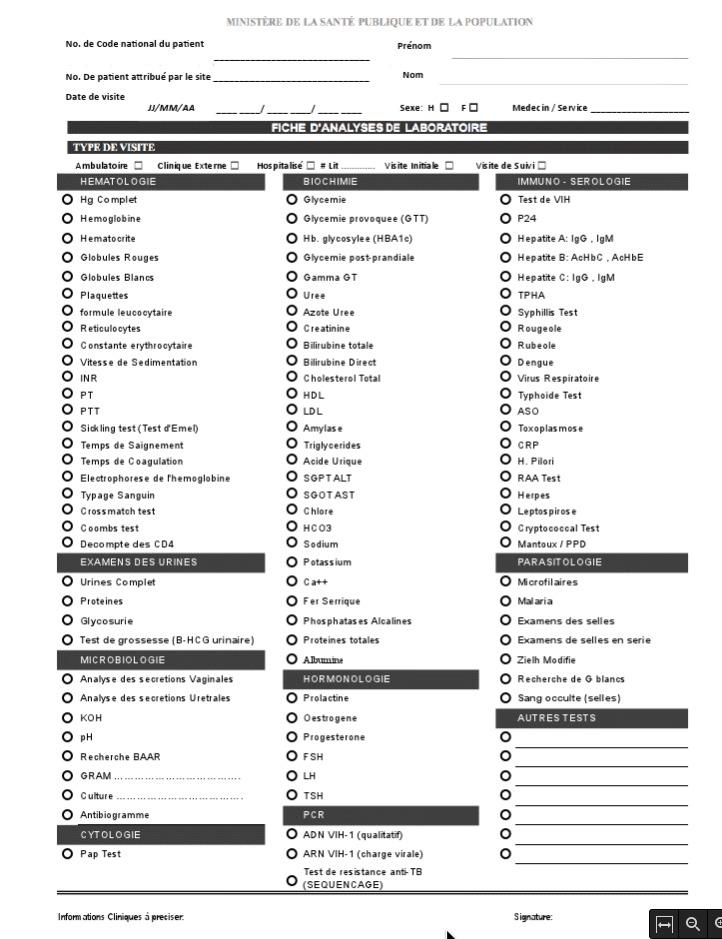 MINISTÈRE DE LA SANTÉ PUBLIQUE ET DE LA POPULATION
No. de Code national du patient ______________________________ Prénom ______________________________
No. De patient attribué par le site ______________________________ Nom ______________________________
Date de visite
JJ/MM/AA ____ ____/ ____ ____/ ____ ____ Sexe: H ☐ F ☐ Medecin / Service ____________________
FICHE D'ANALYSES DE LABORATOIRE
TYPE DE VISITE
Ambulatoire ☐ Clinique Externe ☐ Hospitalisé ☐ # Lit ............ Visite Initiale ☐ Visite de Suivi ☐
HEMATOLOGIE
Hg Complet
Hemoglobine
Hematocrite
Globules Rouges
Globules Blancs
Plaquettes
formule leucocytaire
Reticulocytes
Constante erythrocytaire
Vitesse de Sedimentation
INR
PT
PTT
Sickling test (Test d'Emel)
Temps de Saignement
Temps de Coagulation
Electrophorese de l'hemoglobine
Typage Sanguin
Crossmatch test
Coombs test
Decompte des CD4
EXAMENS DES URINES
Urines Complet
Proteines
Glycosurie
Test de grossesse (B-HCG urinaire)
MICROBIOLOGIE
Analyse des secretions Vaginales
Analyse des secretions Uretrales
KOH
pH
Recherche BAAR
GRAM ……………………………
Culture ……………………………
Antibiogramme
CYTOLOGIE
Pap Test
BIOCHIMIE
Glycemie
Glycemie provoquee (GTT)
Hb. glycosylee (HBA1c)
Glycemie post-prandiale
Gamma GT
Uree
Azote Uree
Creatinine
Bilirubine totale
Bilirubine Direct
Cholesterol Total
HDL
LDL
Amylase
Triglycerides
Acide Urique
SGPT ALT
SGOT AST
Chlore
HCO3
Sodium
Potassium
Ca++
Fer Serrique
Phosphatases Alcalines
Proteines totales
Albumine
HORMONOLOGIE
Prolactine
Oestrogene
Progesterone
FSH
LH
TSH
PCR
ADN VIH-1 (qualitatif)
ARN VIH-1 (charge virale)
Test de resistance anti-TB
(SEQUENCAGE)
IMMUNO - SEROLOGIE
Test de VIH
P24
Hepatite A: IgG , IgM
Hepatite B: AcHbC , AcHbE
Hepatite C: IgG , IgM
TPHA
Syphillis Test
Rougeole
Rubeole
Dengue
Virus Respiratoire
Typhoide Test
ASO
Toxoplasmose
CRP
H. Pilori
RAA Test
Herpes
Leptospirose
Cryptococcal Test
Mantoux / PPD
PARASITOLOGIE
Microfilaires
Malaria
Examens des selles
Examens de selles en serie
Zielh Modifie
Recherche de G blancs
Sang occulte (selles)
AUTRES TESTS
Informations Cliniques à preciser: Signature: